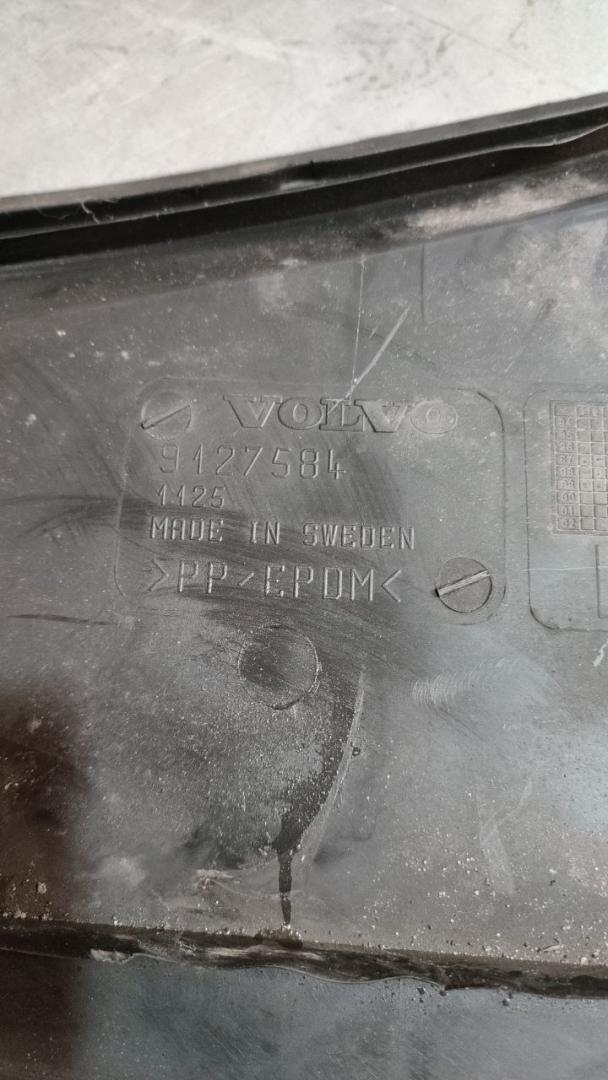 VOLVO
9127584
1125
MADE IN SWEDEN
>PP/EPDM<